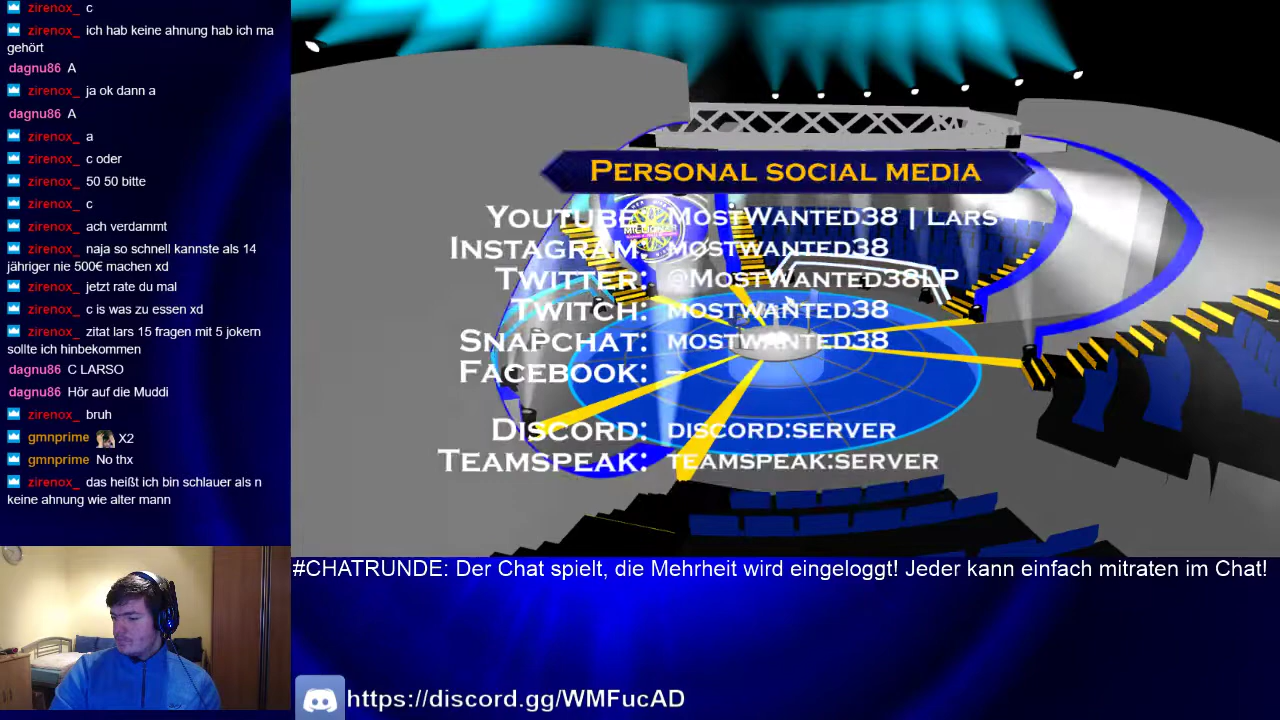 zirenox_ c
zirenox_ ich hab keine ahnung hab ich ma
gehört
dagnu86 A
zirenox_ ja ok dann a
dagnu86 A
zirenox_ a
zirenox_ c oder
zirenox_ 50 50 bitte
zirenox_ c
zirenox_ ach verdammt
zirenox_ naja so schnell kannste als 14
jähriger nie 500€ machen xd
zirenox_ jetzt rate du mal
zirenox_ c is was zu essen xd
zirenox_ zitat lars 15 fragen mit 5 jokern
sollte ich hinbekommen
dagnu86 C LARSO
dagnu86 Hör auf die Muddi
zirenox_ bruh
gmnprime X2
gmnprime No thx
zirenox_ das heißt ich bin schlauer als n
keine ahnung wie alter mann
Personal social media
Youtube: MostWanted38 | Lars
Instagram: mostwanted38
Twitter: @MostWanted38LP
Twitch: mostwanted38
Snapchat: mostwanted38
Facebook: –
Discord: discord:server
Teamspeak: teamspeak:server
#CHATRUNDE: Der Chat spielt, die Mehrheit wird eingeloggt! Jeder kann einfach mitraten im Chat!
https://discord.gg/WMFucAD